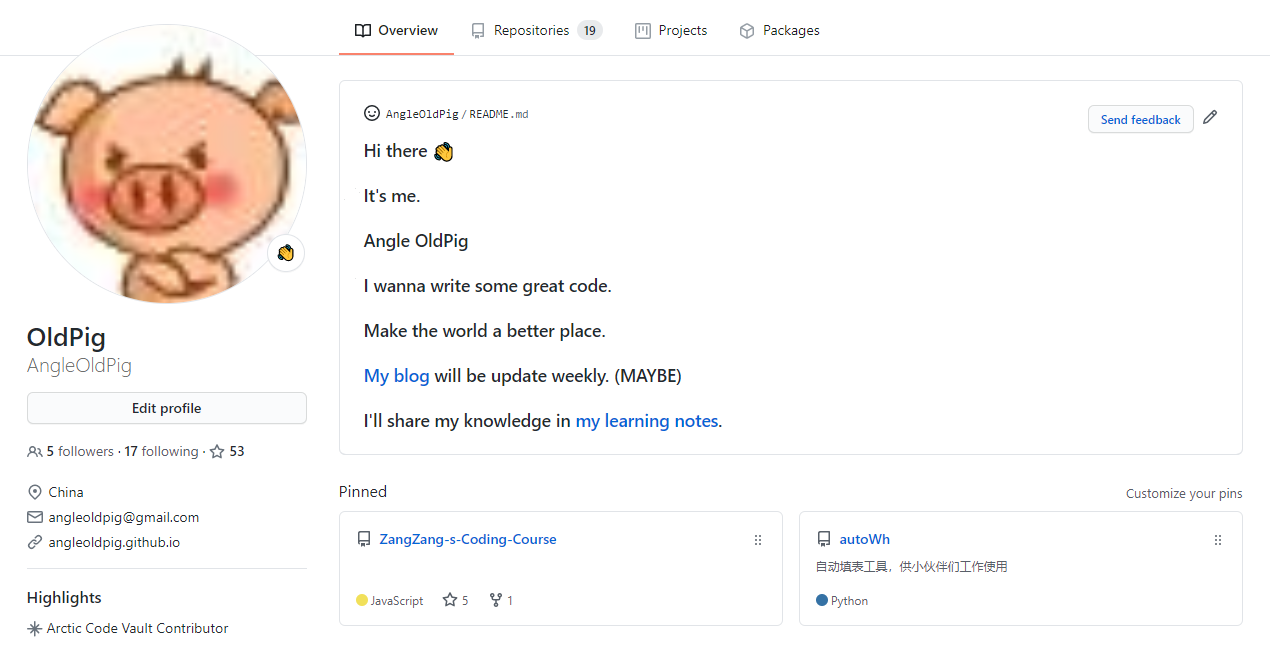 Overview Repositories 19 Projects Packages
AngleOldPig / README.md
Send feedback
Hi there
It's me.
Angle OldPig
I wanna write some great code.
Make the world a better place.
My blog will be update weekly. (MAYBE)
I'll share my knowledge in my learning notes.
OldPig
AngleOldPig
Edit profile
5 followers · 17 following · 53
China
angleoldpig@gmail.com
angleoldpig.github.io
Highlights
Arctic Code Vault Contributor
Pinned
Customize your pins
ZangZang-s-Coding-Course
JavaScript 5 1
autoWh
自动填表工具，供小伙伴们工作使用
Python